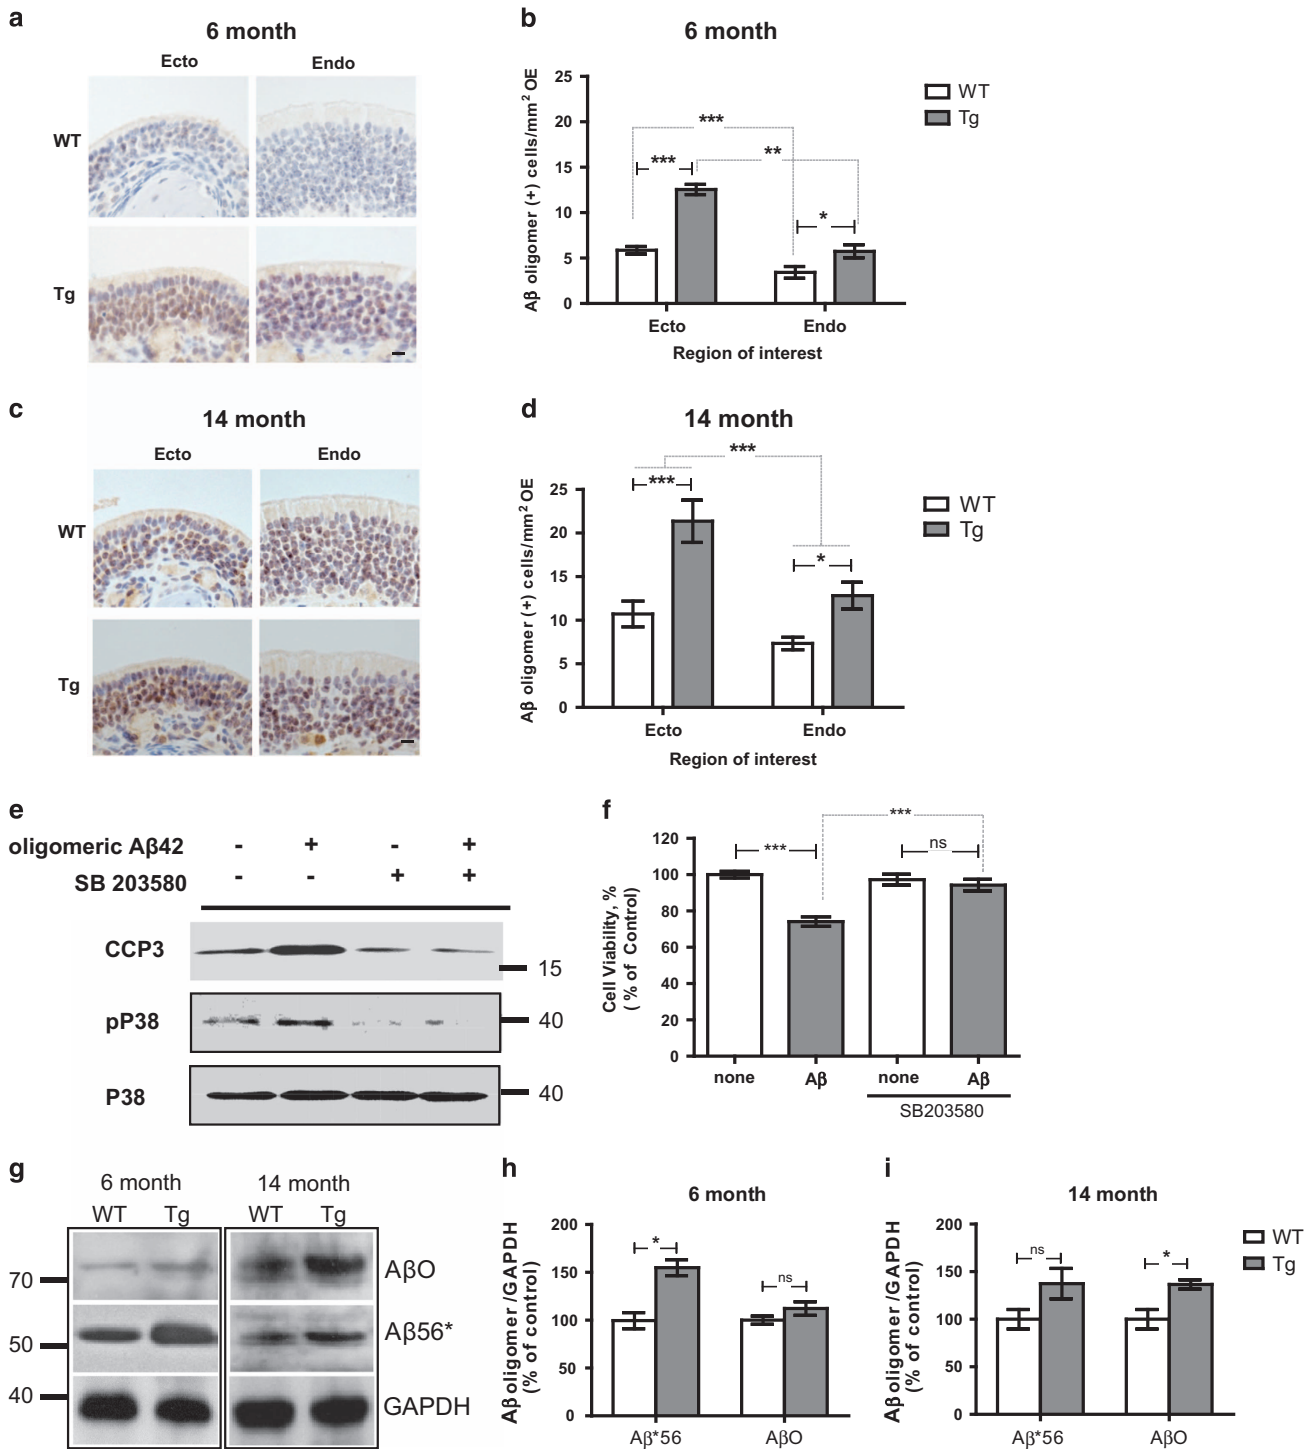 a
6 month
Ecto Endo
WT
Tg
b
6 month
Aβ oligomer (+) cells/mm² OE
25
20
15
10
5
0
***
***
**
*
WT
Tg
Ecto Endo
Region of interest
c
14 month
Ecto Endo
WT
Tg
d
14 month
Aβ oligomer (+) cells/mm² OE
25
20
15
10
5
0
***
***
*
WT
Tg
Ecto Endo
Region of interest
e
oligomeric Aβ42 - + - +
SB 203580 - - + +
CCP3 15
pP38 40
P38 40
f
Cell Viability, %
( % of Control)
120
100
80
60
40
20
0
***
***
ns
none Aβ none Aβ
SB203580
g
6 month 14 month
WT Tg WT Tg
70 AβO
50 Aβ56*
40 GAPDH
h
6 month
Aβ oligomer /GAPDH
(% of control)
200
150
100
50
0
*
ns
Aβ*56 AβO
i
14 month
Aβ oligomer /GAPDH
(% of control)
200
150
100
50
0
ns
*
WT
Tg
Aβ*56 AβO